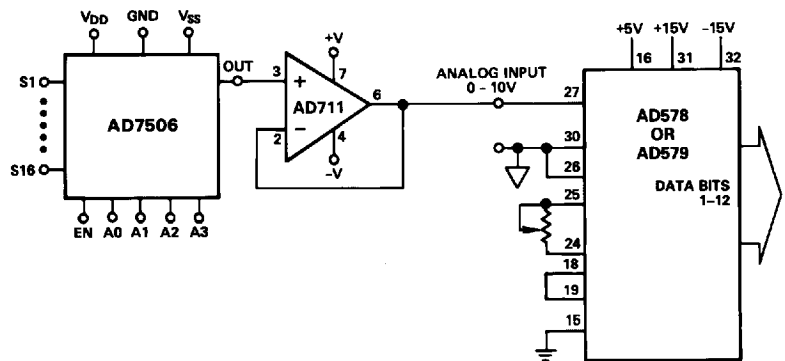 VDD GND VSS
+5V +15V -15V
16 31 32
S1
OUT
+V
7
3
+
AD711
6
−
2
4
−V
AD7506
S16
EN A0 A1 A2 A3
ANALOG INPUT
0 – 10V
27
30
26
25
24
18
19
15
AD578
OR
AD579
DATA BITS
1–12